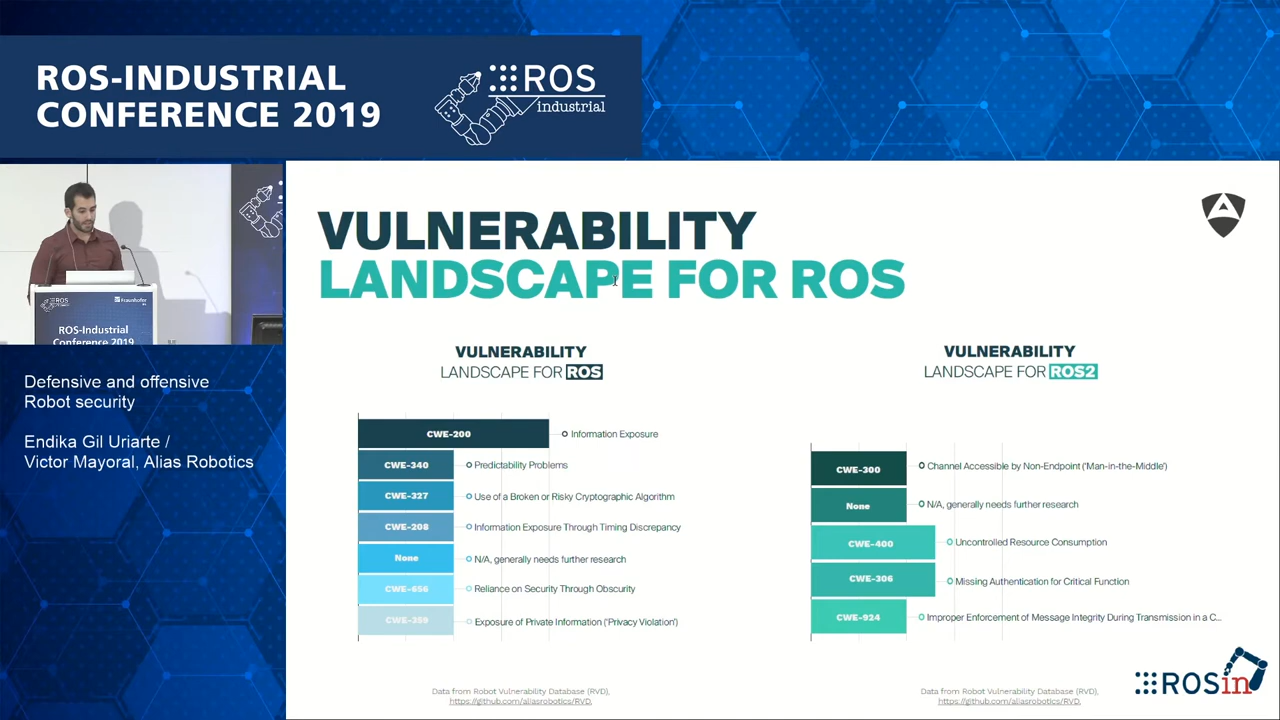 ROS-INDUSTRIAL
CONFERENCE 2019
ROS
industrial
ROS-Industrial
Conference 2019
Fraunhofer
Defensive and offensive
Robot security
Endika Gil Uriarte /
Victor Mayoral, Alias Robotics
VULNERABILITY
LANDSCAPE FOR ROS
VULNERABILITY
LANDSCAPE FOR ROS
CWE-200
Information Exposure
CWE-340
Predictability Problems
CWE-327
Use of a Broken or Risky Cryptographic Algorithm
CWE-208
Information Exposure Through Timing Discrepancy
None
N/A, generally needs further research
CWE-656
Reliance on Security Through Obscurity
CWE-359
Exposure of Private Information ('Privacy Violation')
Data from Robot Vulnerability Database (RVD),
https://github.com/aliasrobotics/RVD.
VULNERABILITY
LANDSCAPE FOR ROS2
CWE-300
Channel Accessible by Non-Endpoint ('Man-in-the-Middle')
None
N/A, generally needs further research
CWE-400
Uncontrolled Resource Consumption
CWE-306
Missing Authentication for Critical Function
CWE-924
Improper Enforcement of Message Integrity During Transmission in a C...
Data from Robot Vulnerability Database (RVD),
https://github.com/aliasrobotics/RVD.
ROSin